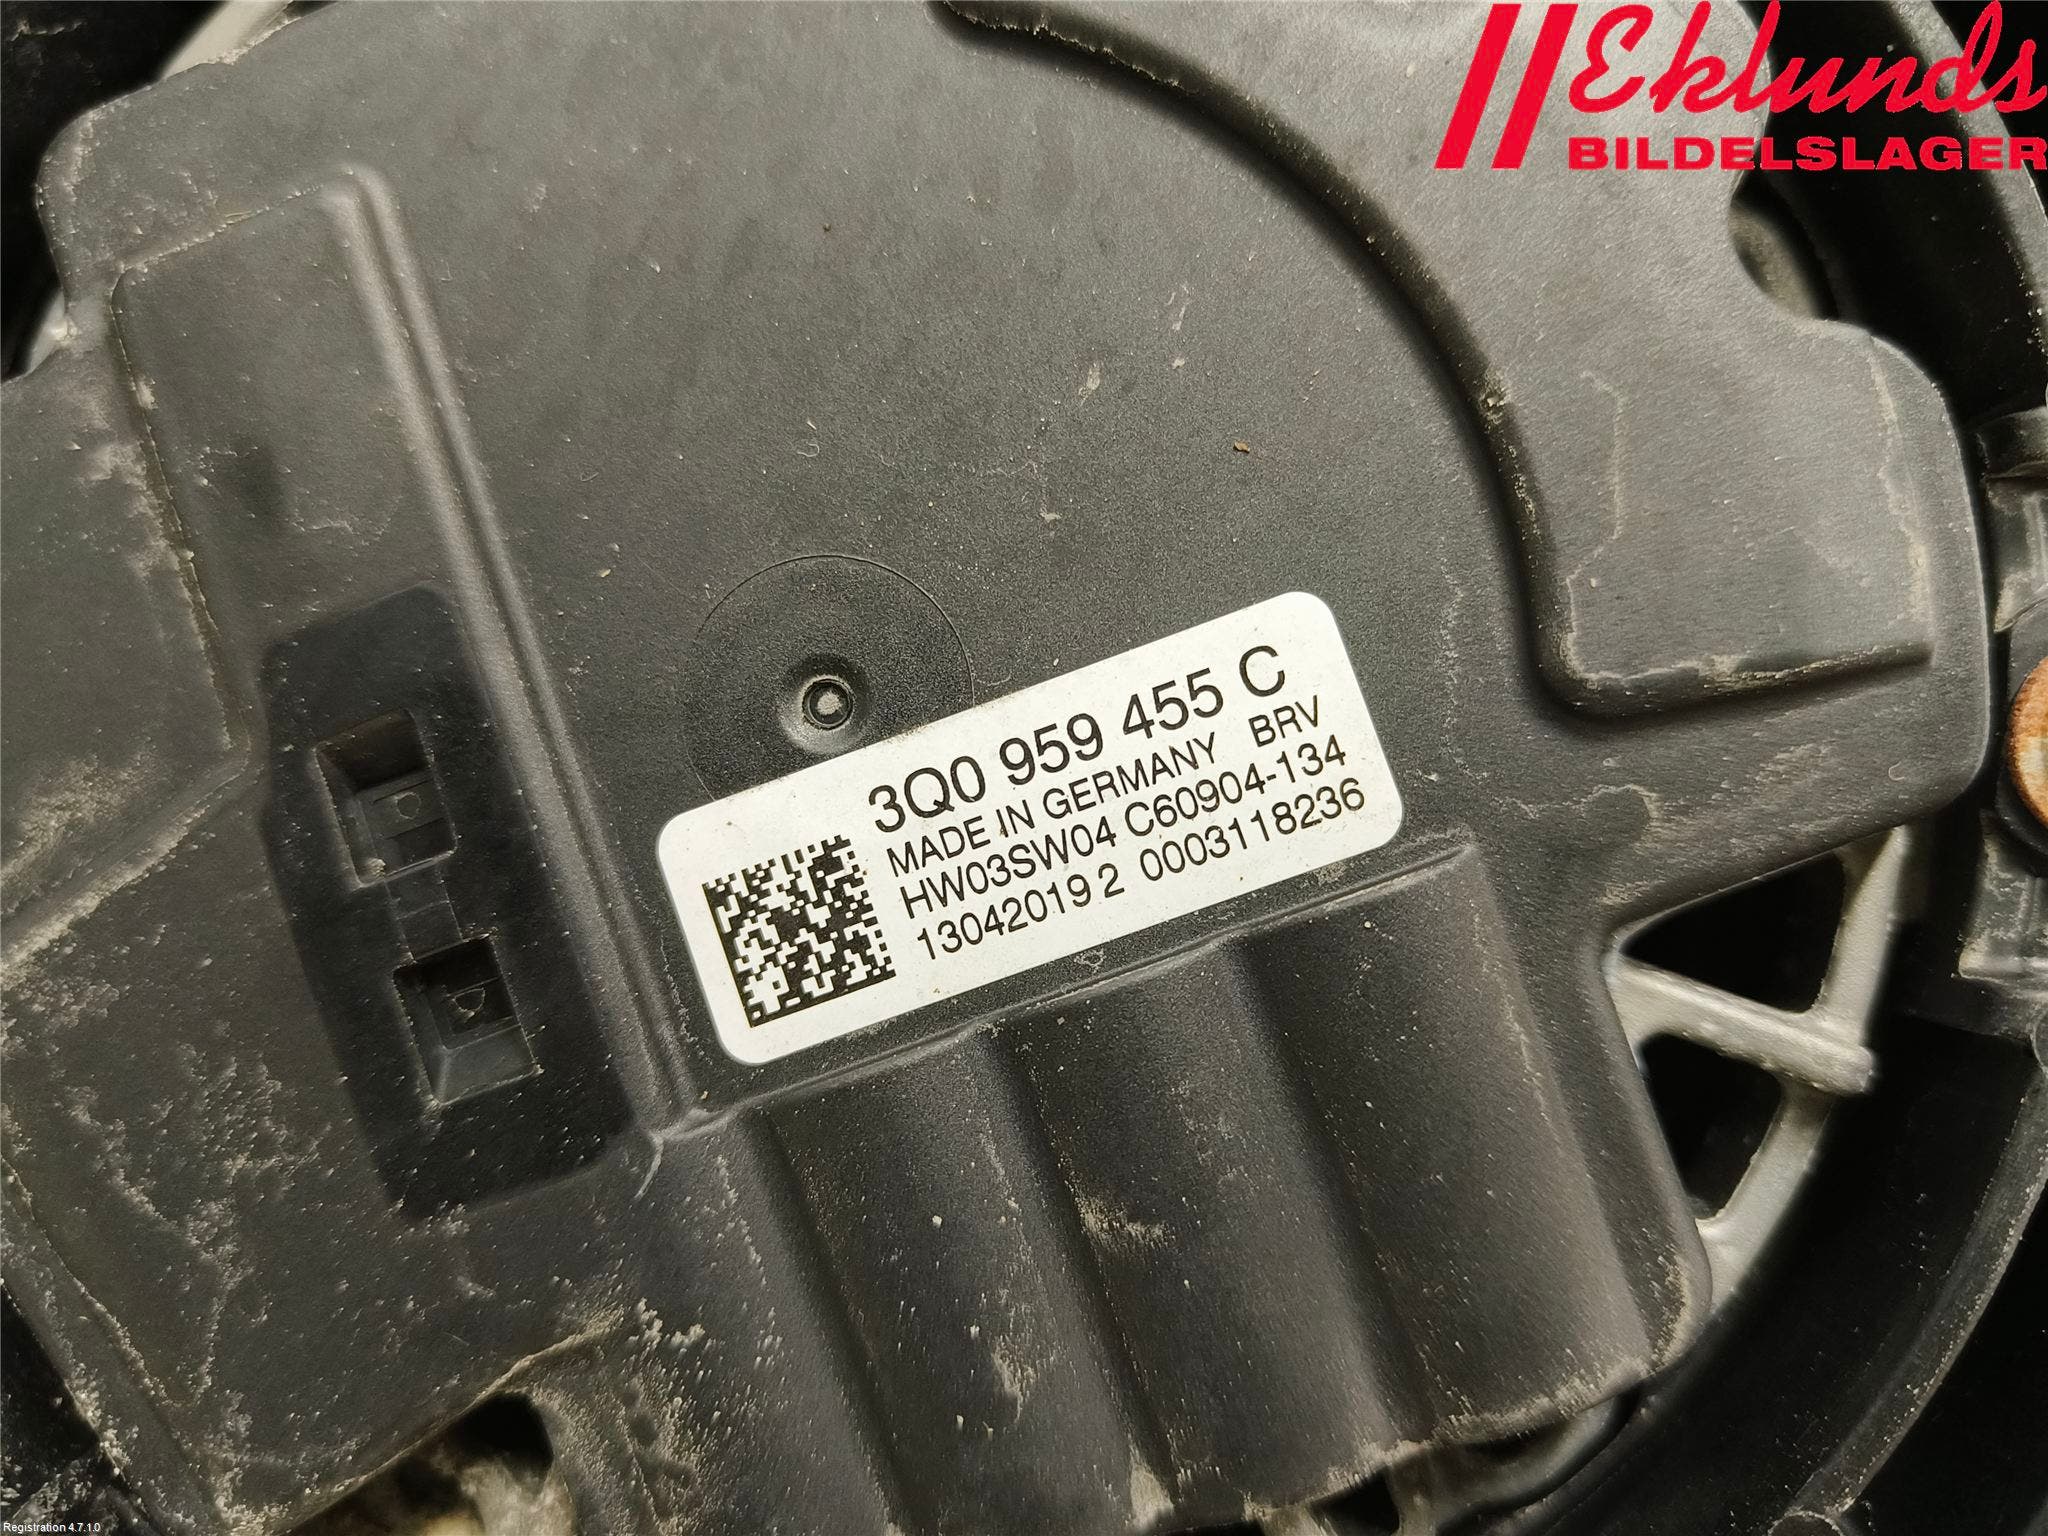 Eklunds
BILDELSLAGER
3Q0 959 455 C
MADE IN GERMANY BRV
HW03SW04 C60904-134
13042019 2 0003118236
Registration 4.7.1.0